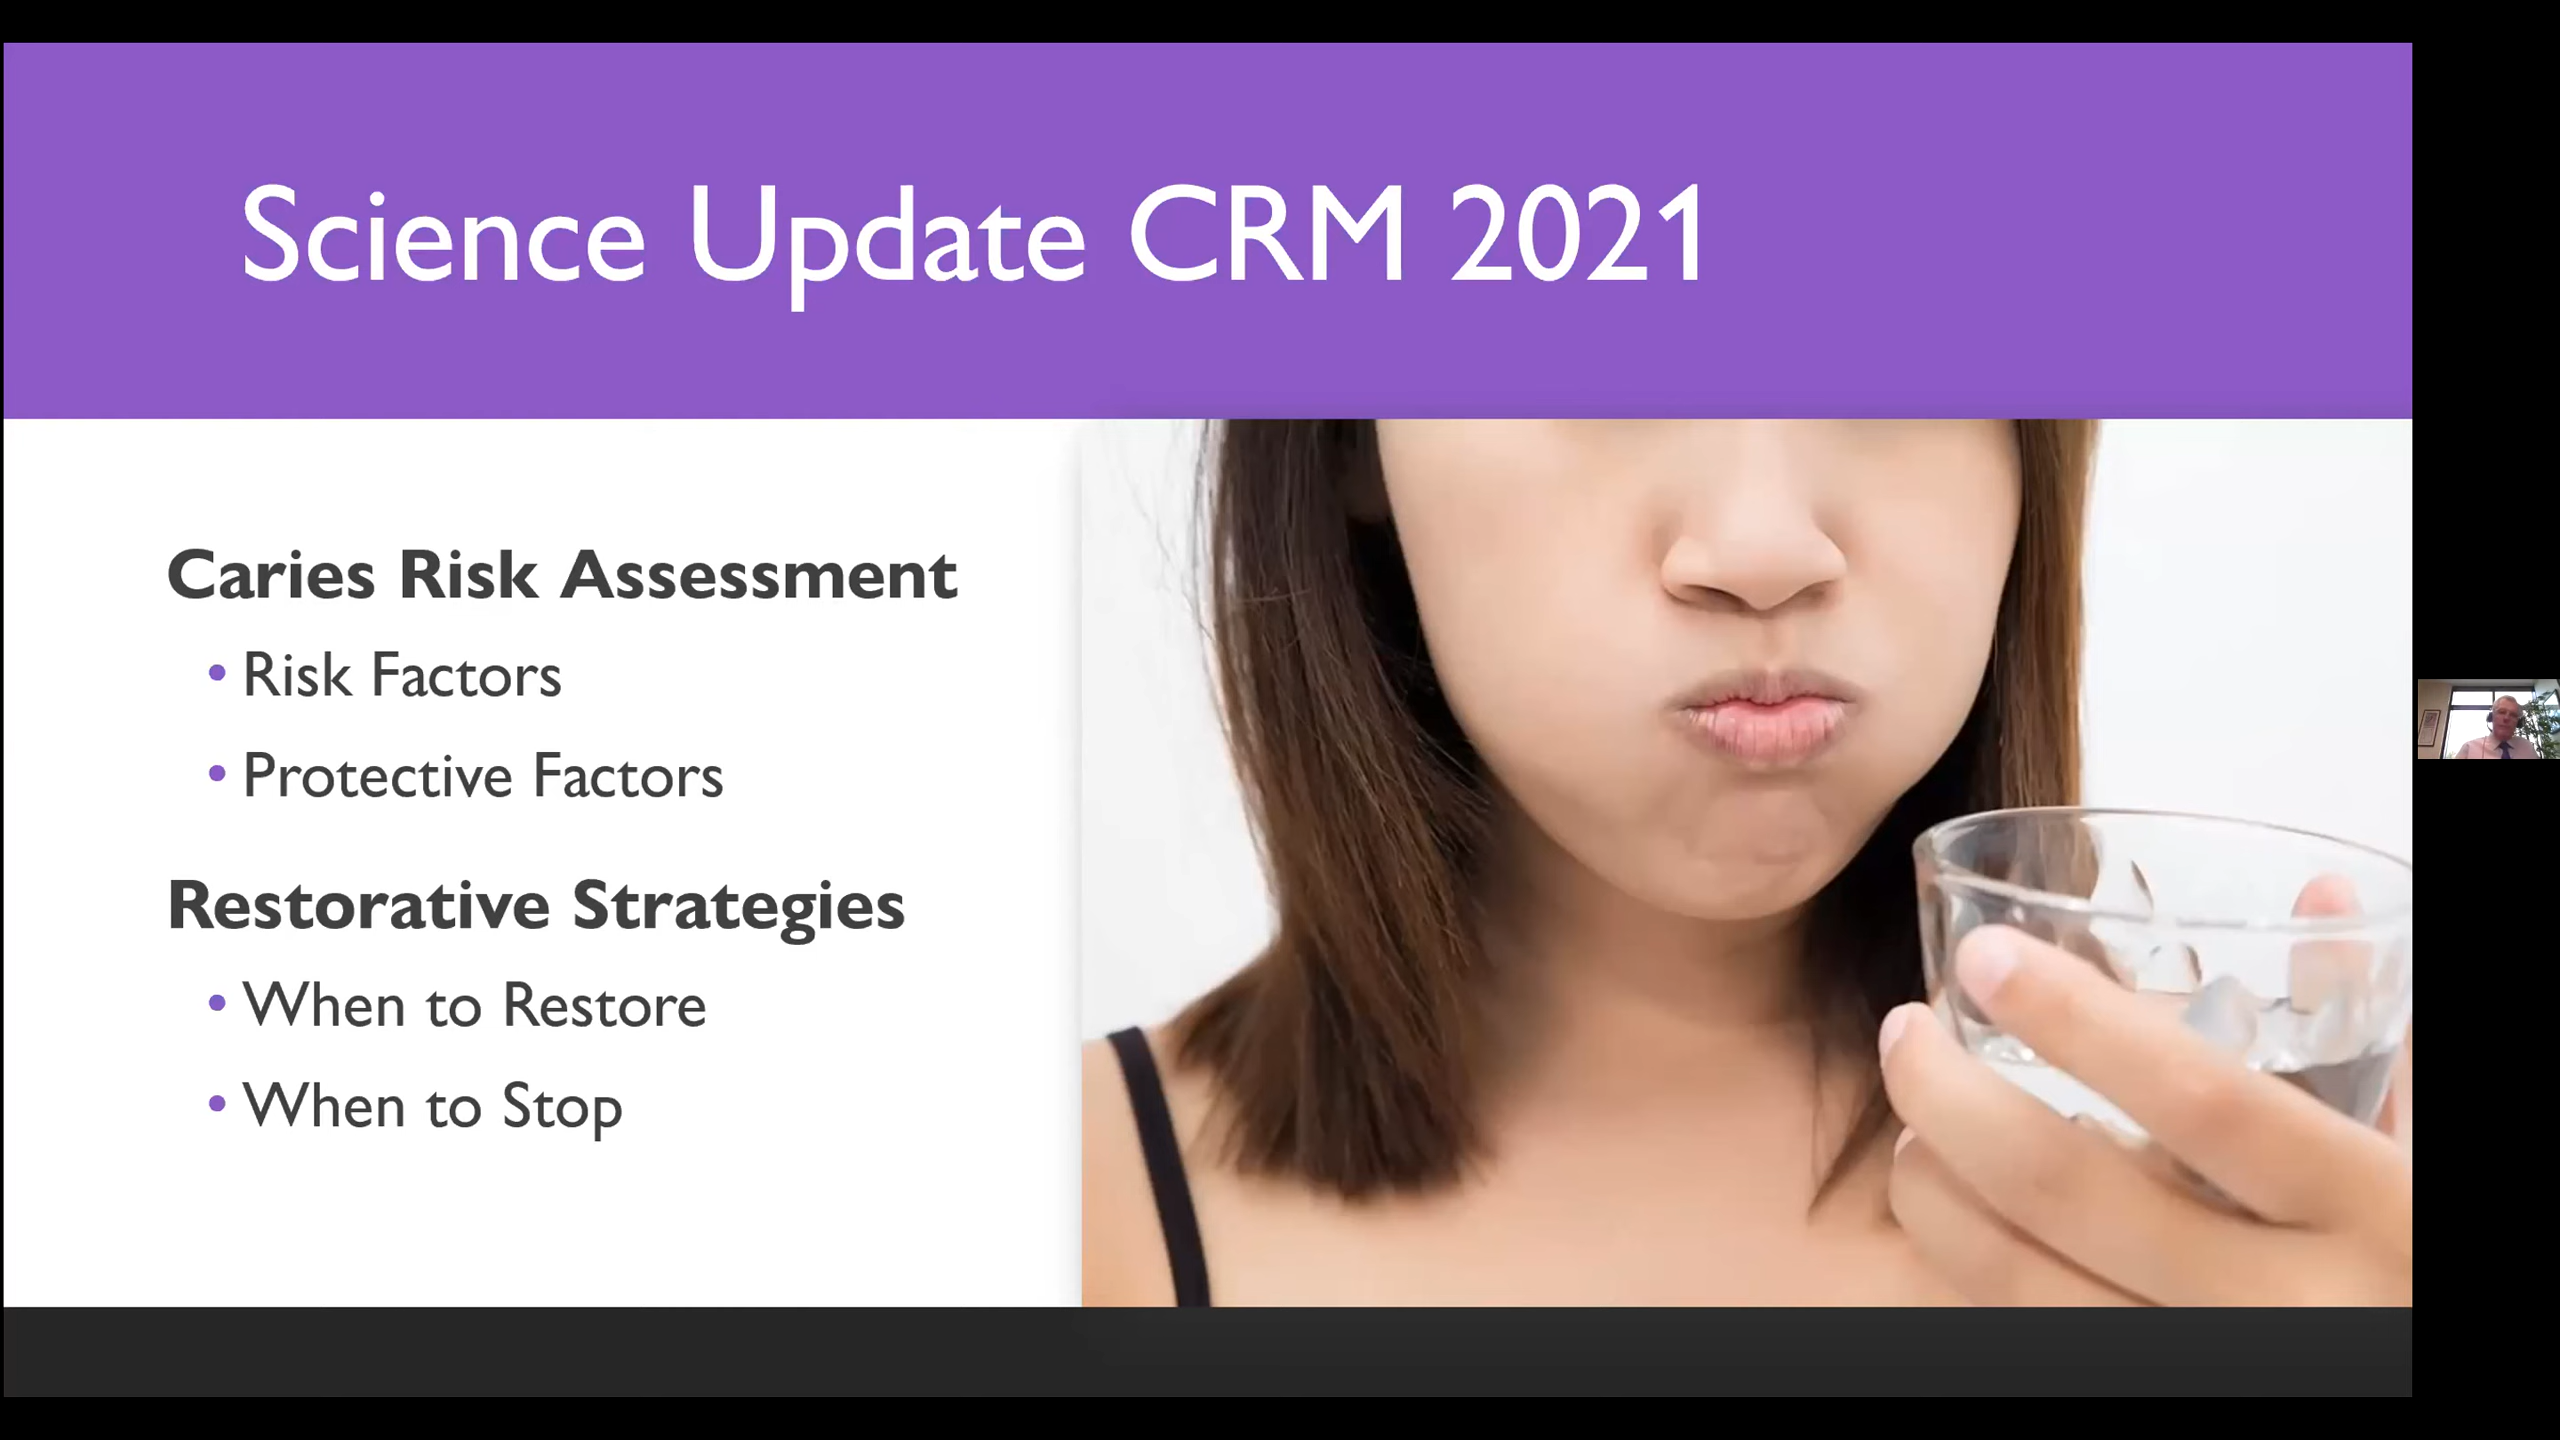 Science Update CRM 2021
Caries Risk Assessment
• Risk Factors
• Protective Factors
Restorative Strategies
• When to Restore
• When to Stop